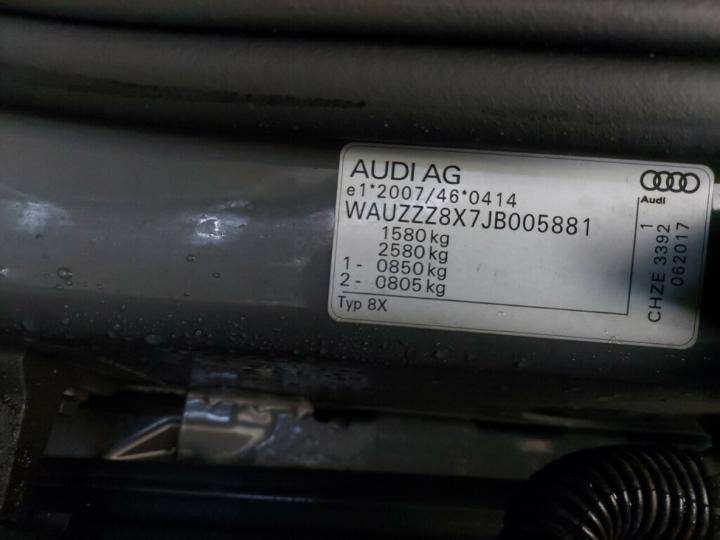 AUDI AG
Audi
e1*2007/46*0414
WAUZZZ8X7JB005881
1580 kg
2580 kg
1 - 0850 kg
2 - 0805 kg
Typ 8X
1
CHZE 3392
062017